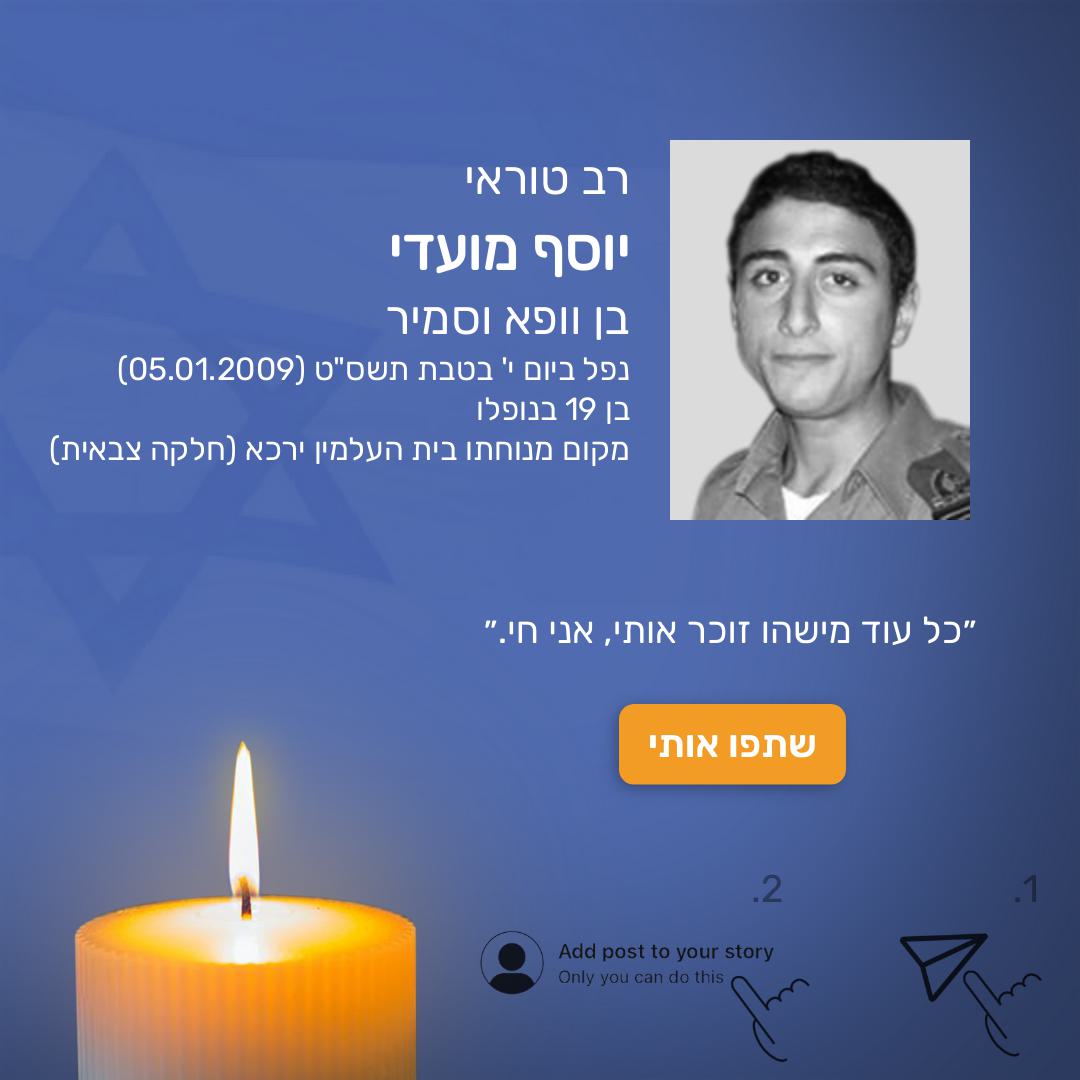 רב טוראי
יוסף מועדי
בן וופא וסמיר
נפל ביום י' בטבת תשס"ט (05.01.2009)
בן 19 בנופלו
מקום מנוחתו בית העלמין ירכא (חלקה צבאית)
״כל עוד מישהו זוכר אותי, אני חי.״
שתפו אותי
1.
2.
Add post to your story
Only you can do this